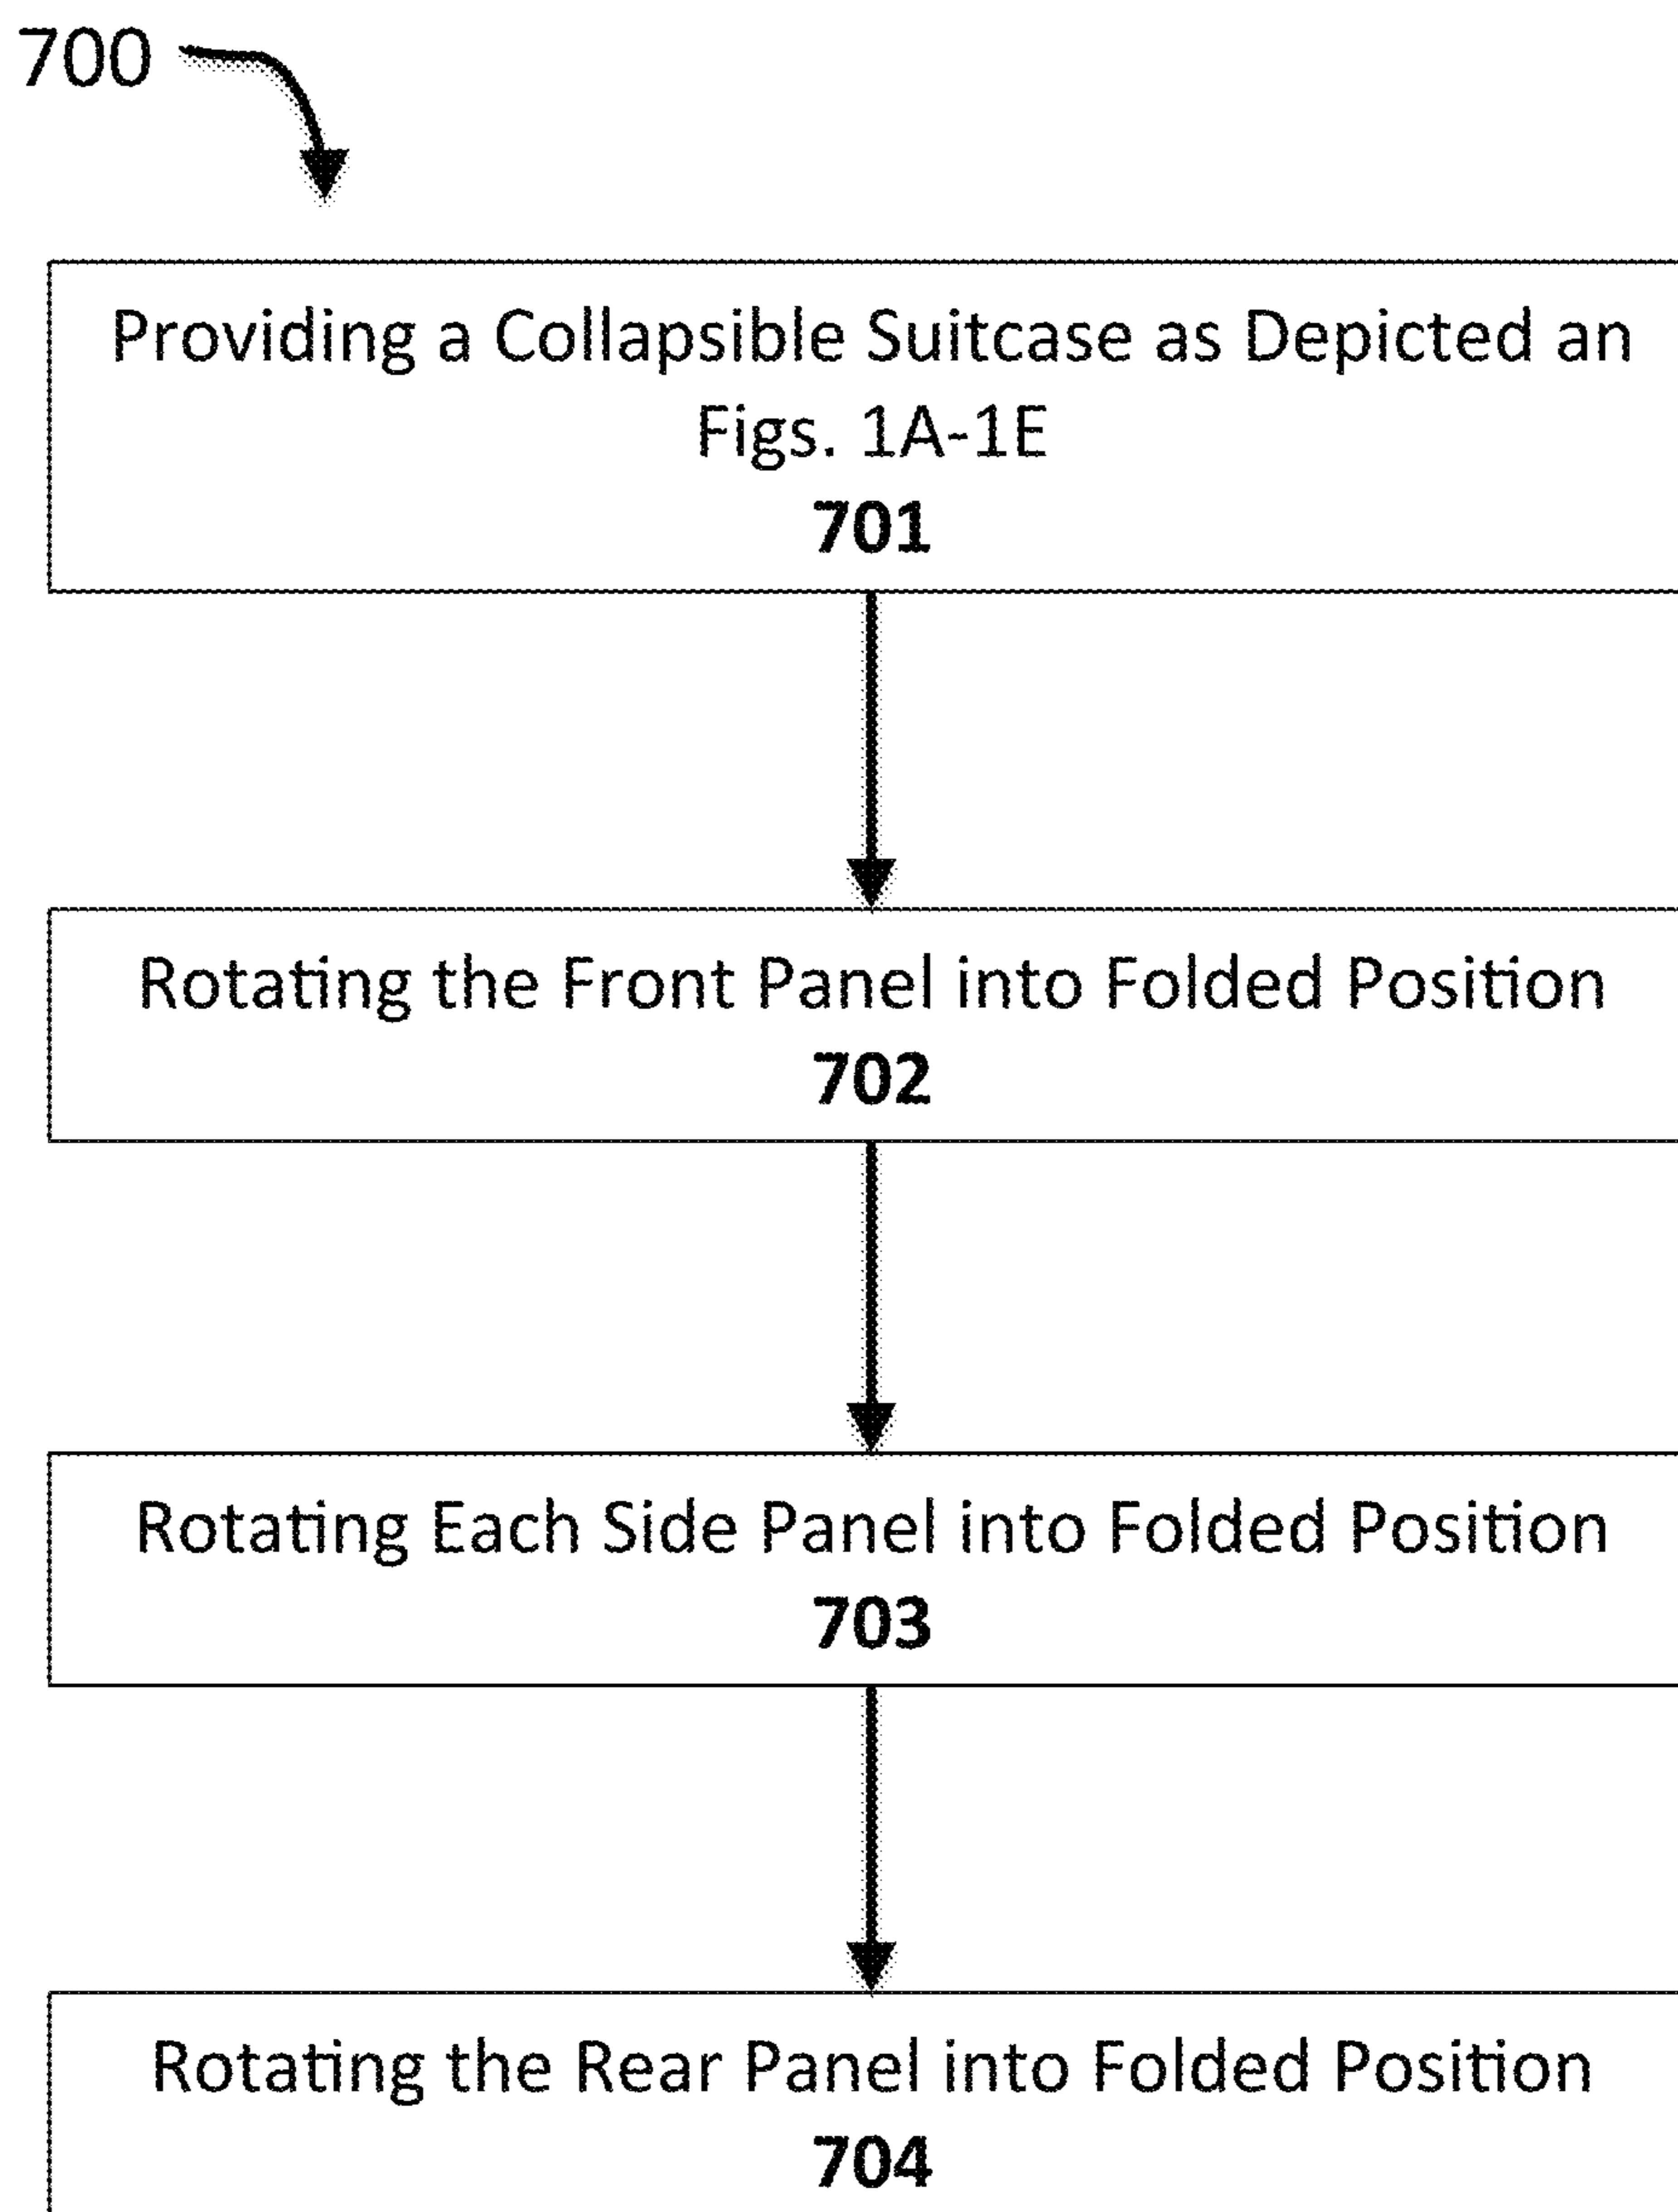 700
Providing a Collapsible Suitcase as Depicted an
Figs. 1A-1E
701
Rotating the Front Panel into Folded Position
702
Rotating Each Side Panel into Folded Position
703
Rotating the Rear Panel into Folded Position
704